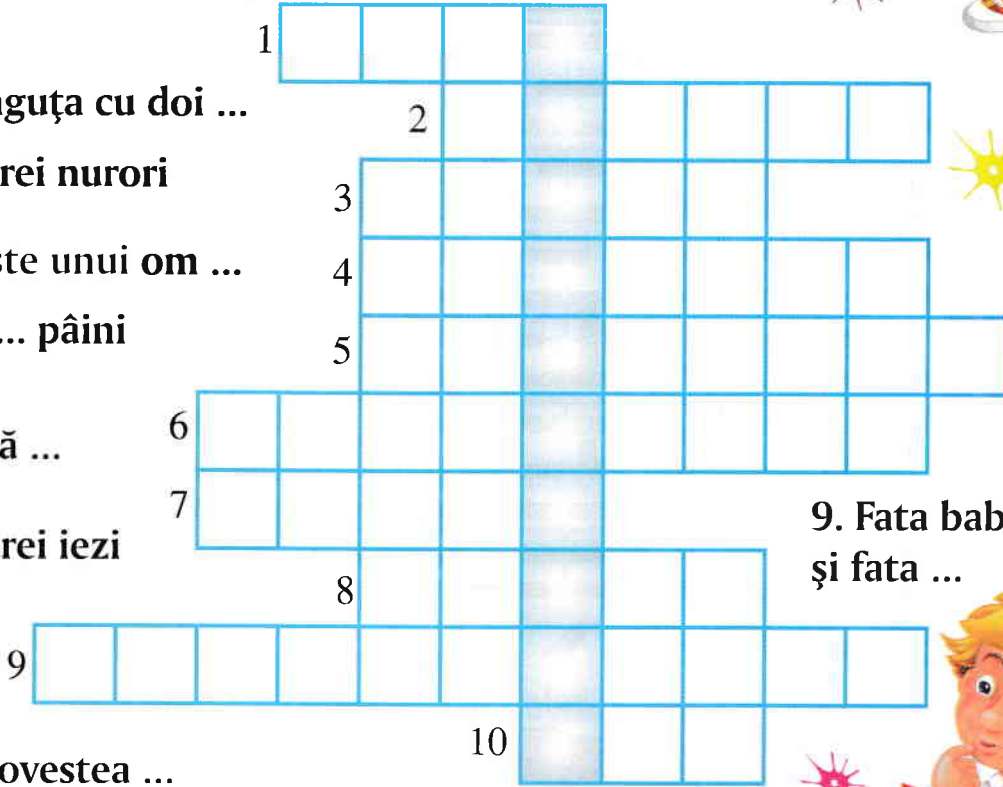 1
guţa cu doi ...
2
rei nurori
3
ste unui om ...
4
... pâini
5
6
ă ...
7
rei iezi
9. Fata bab
şi fata ...
8
9
10
ovestea ...